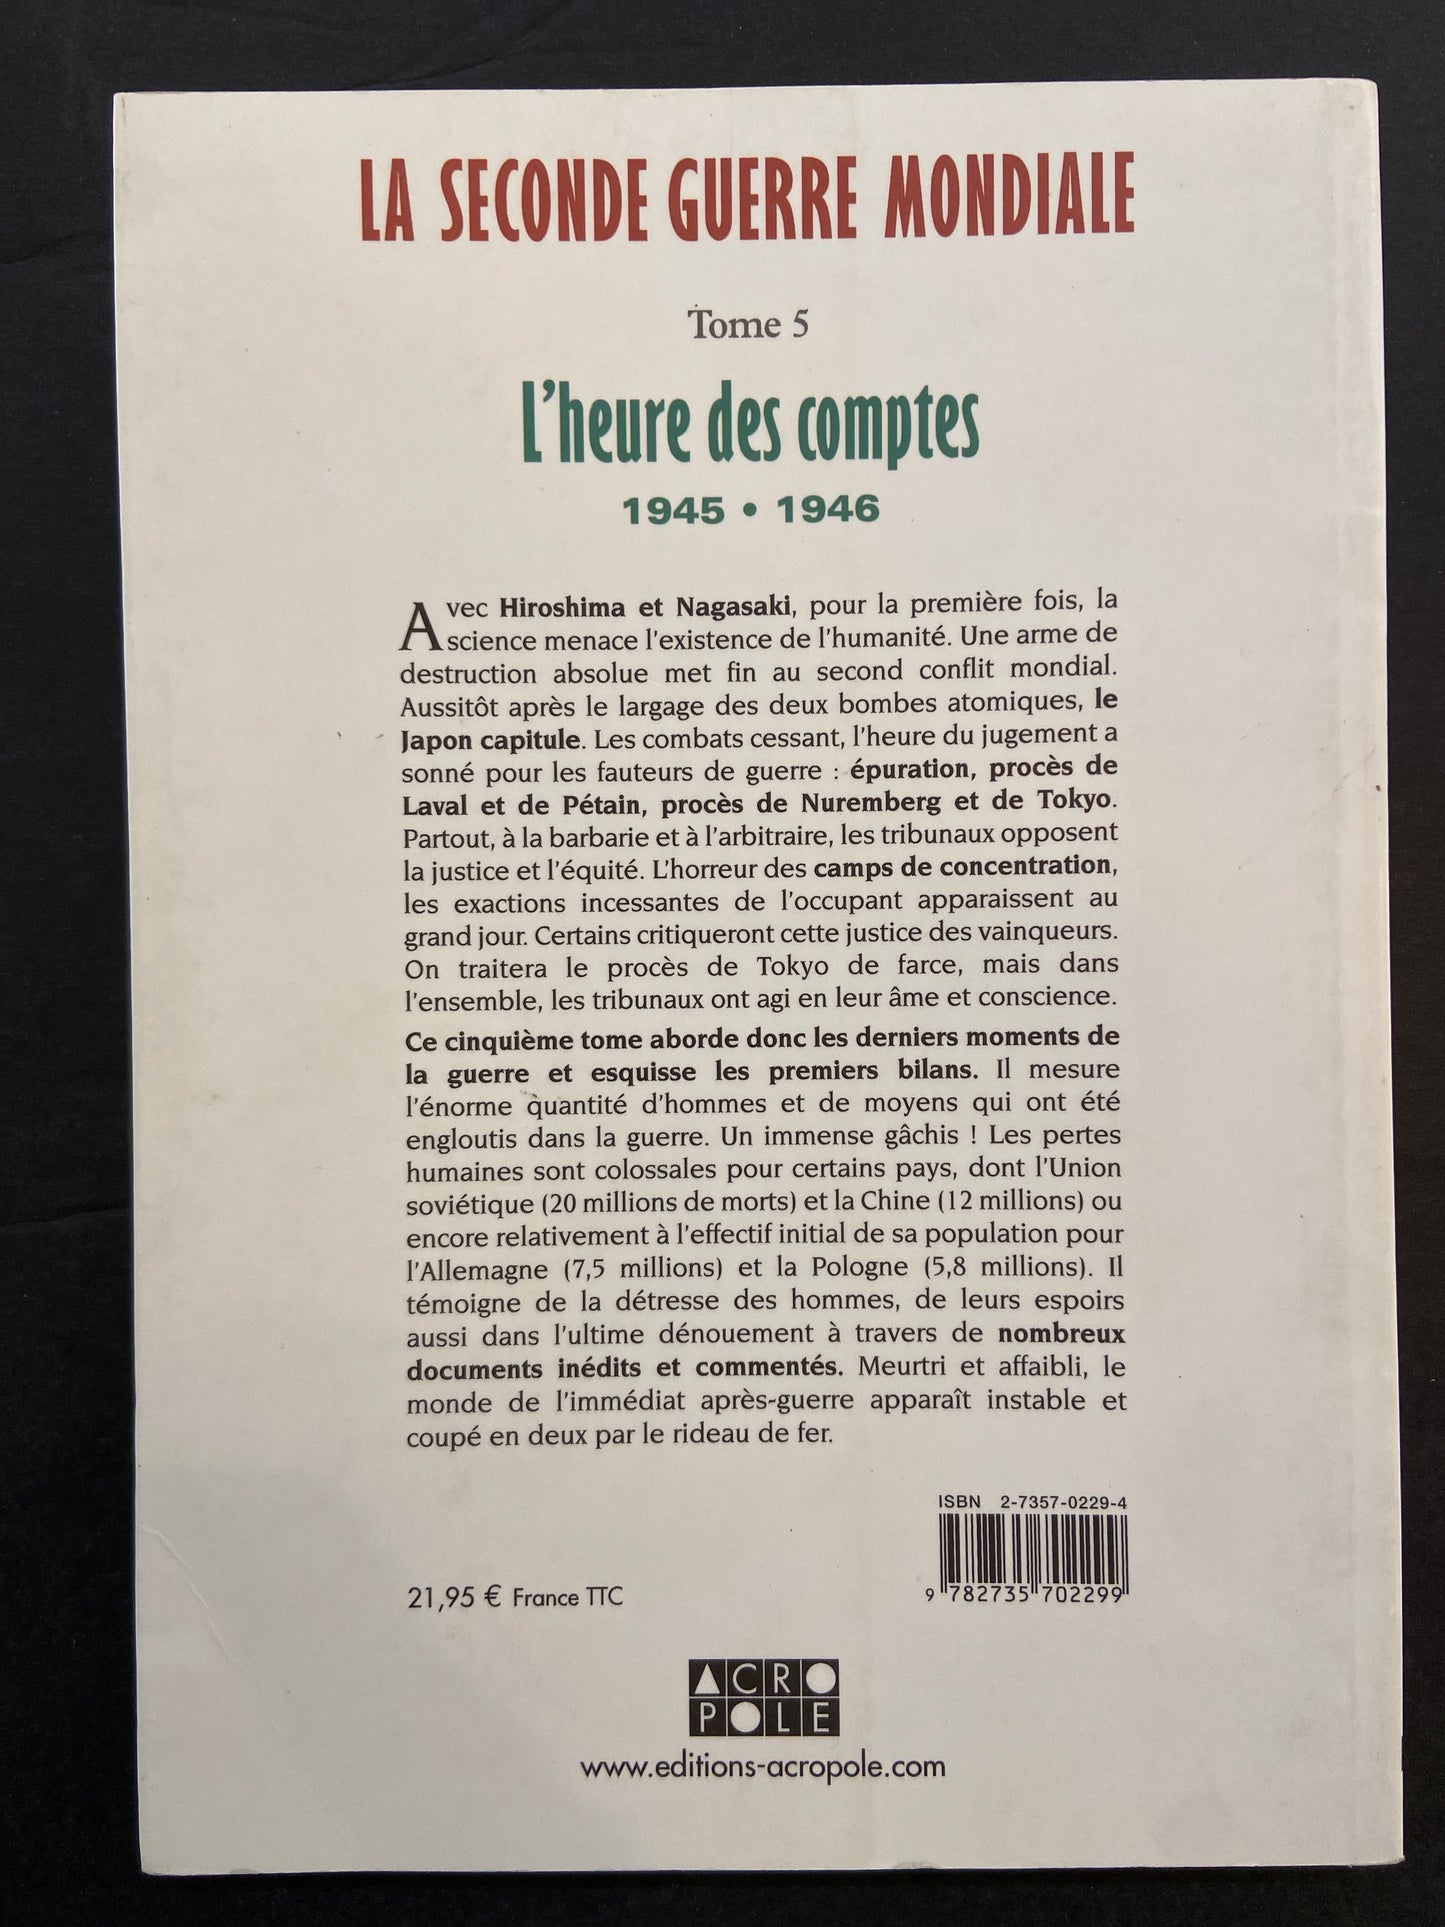 LA SECONDE GUERRE MONDIALE
Tome 5
L'heure des comptes
1945 • 1946
Avec Hiroshima et Nagasaki, pour la première fois, la
science menace l'existence de l'humanité. Une arme de
destruction absolue met fin au second conflit mondial.
Aussitôt après le largage des deux bombes atomiques, le
Japon capitule. Les combats cessant, l'heure du jugement a
sonné pour les fauteurs de guerre : épuration, procès de
Laval et de Pétain, procès de Nuremberg et de Tokyo.
Partout, à la barbarie et à l'arbitraire, les tribunaux opposent
la justice et l'équité. L'horreur des camps de concentration,
les exactions incessantes de l'occupant apparaissent au
grand jour. Certains critiqueront cette justice des vainqueurs.
On traitera le procès de Tokyo de farce, mais dans
l'ensemble, les tribunaux ont agi en leur âme et conscience.
Ce cinquième tome aborde donc les derniers moments de
la guerre et esquisse les premiers bilans. Il mesure
l'énorme quantité d'hommes et de moyens qui ont été
engloutis dans la guerre. Un immense gâchis ! Les pertes
humaines sont colossales pour certains pays, dont l'Union
soviétique (20 millions de morts) et la Chine (12 millions) ou
encore relativement à l'effectif initial de sa population pour
l'Allemagne (7,5 millions) et la Pologne (5,8 millions). Il
témoigne de la détresse des hommes, de leurs espoirs
aussi dans l'ultime dénouement à travers de nombreux
documents inédits et commentés. Meurtri et affaibli, le
monde de l'immédiat après-guerre apparaît instable et
coupé en deux par le rideau de fer.
ISBN 2-7357-0229-4
9 782735 702299
21,95 € France TTC
ACRO
POLE
www.editions-acropole.com